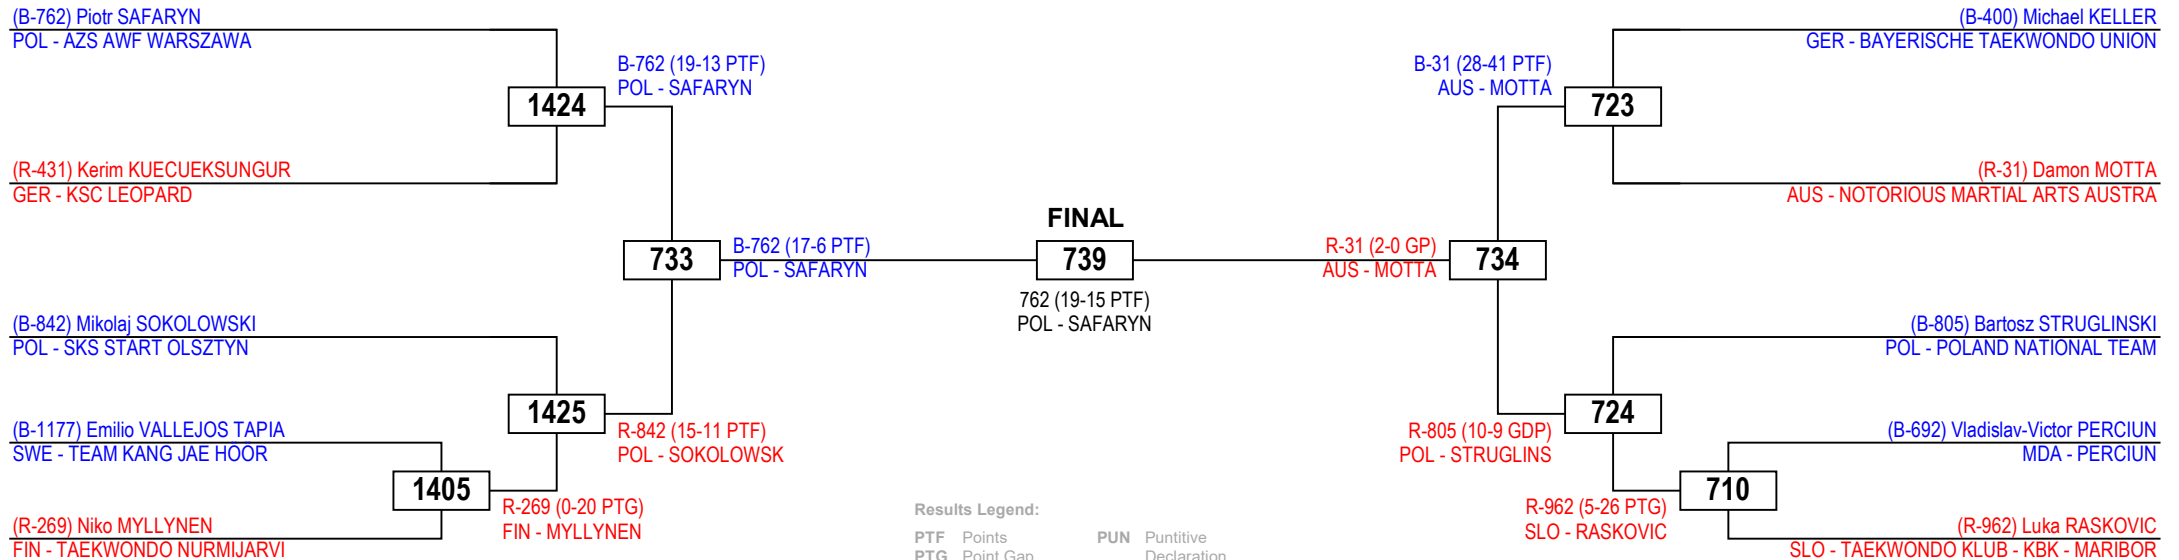 (B-762) Piotr SAFARYN
POL - AZS AWF WARSZAWA
B-762 (19-13 PTF)
POL - SAFARYN
1424
(R-431) Kerim KUECUEKSUNGUR
GER - KSC LEOPARD
733
B-762 (17-6 PTF)
POL - SAFARYN
(B-842) Mikolaj SOKOLOWSKI
POL - SKS START OLSZTYN
1425
R-842 (15-11 PTF)
POL - SOKOLOWSK
(B-1177) Emilio VALLEJOS TAPIA
SWE - TEAM KANG JAE HÖÖR
1405
R-269 (0-20 PTG)
FIN - MYLLYNEN
(R-269) Niko MYLLYNEN
FIN - TAEKWONDO NURMIJARVI
FINAL
739
762 (19-15 PTF)
POL - SAFARYN
(B-400) Michael KELLER
GER - BAYERISCHE TAEKWONDO UNION
B-31 (28-41 PTF)
AUS - MOTTA
723
(R-31) Damon MOTTA
AUS - NOTORIOUS MARTIAL ARTS AUSTRA
R-31 (2-0 GP)
AUS - MOTTA
734
(B-805) Bartosz STRUGLINSKI
POL - POLAND NATIONAL TEAM
724
R-805 (10-9 GDP)
POL - STRUGLINS
(B-692) Vladislav-Victor PERCIUN
MDA - PERCIUN
710
R-962 (5-26 PTG)
SLO - RASKOVIC
(R-962) Luka RASKOVIC
SLO - TAEKWONDO KLUB - KBK - MARIBOR
Results Legend:
PTF Points PUN Puntitive
PTG Point Gap Declaration